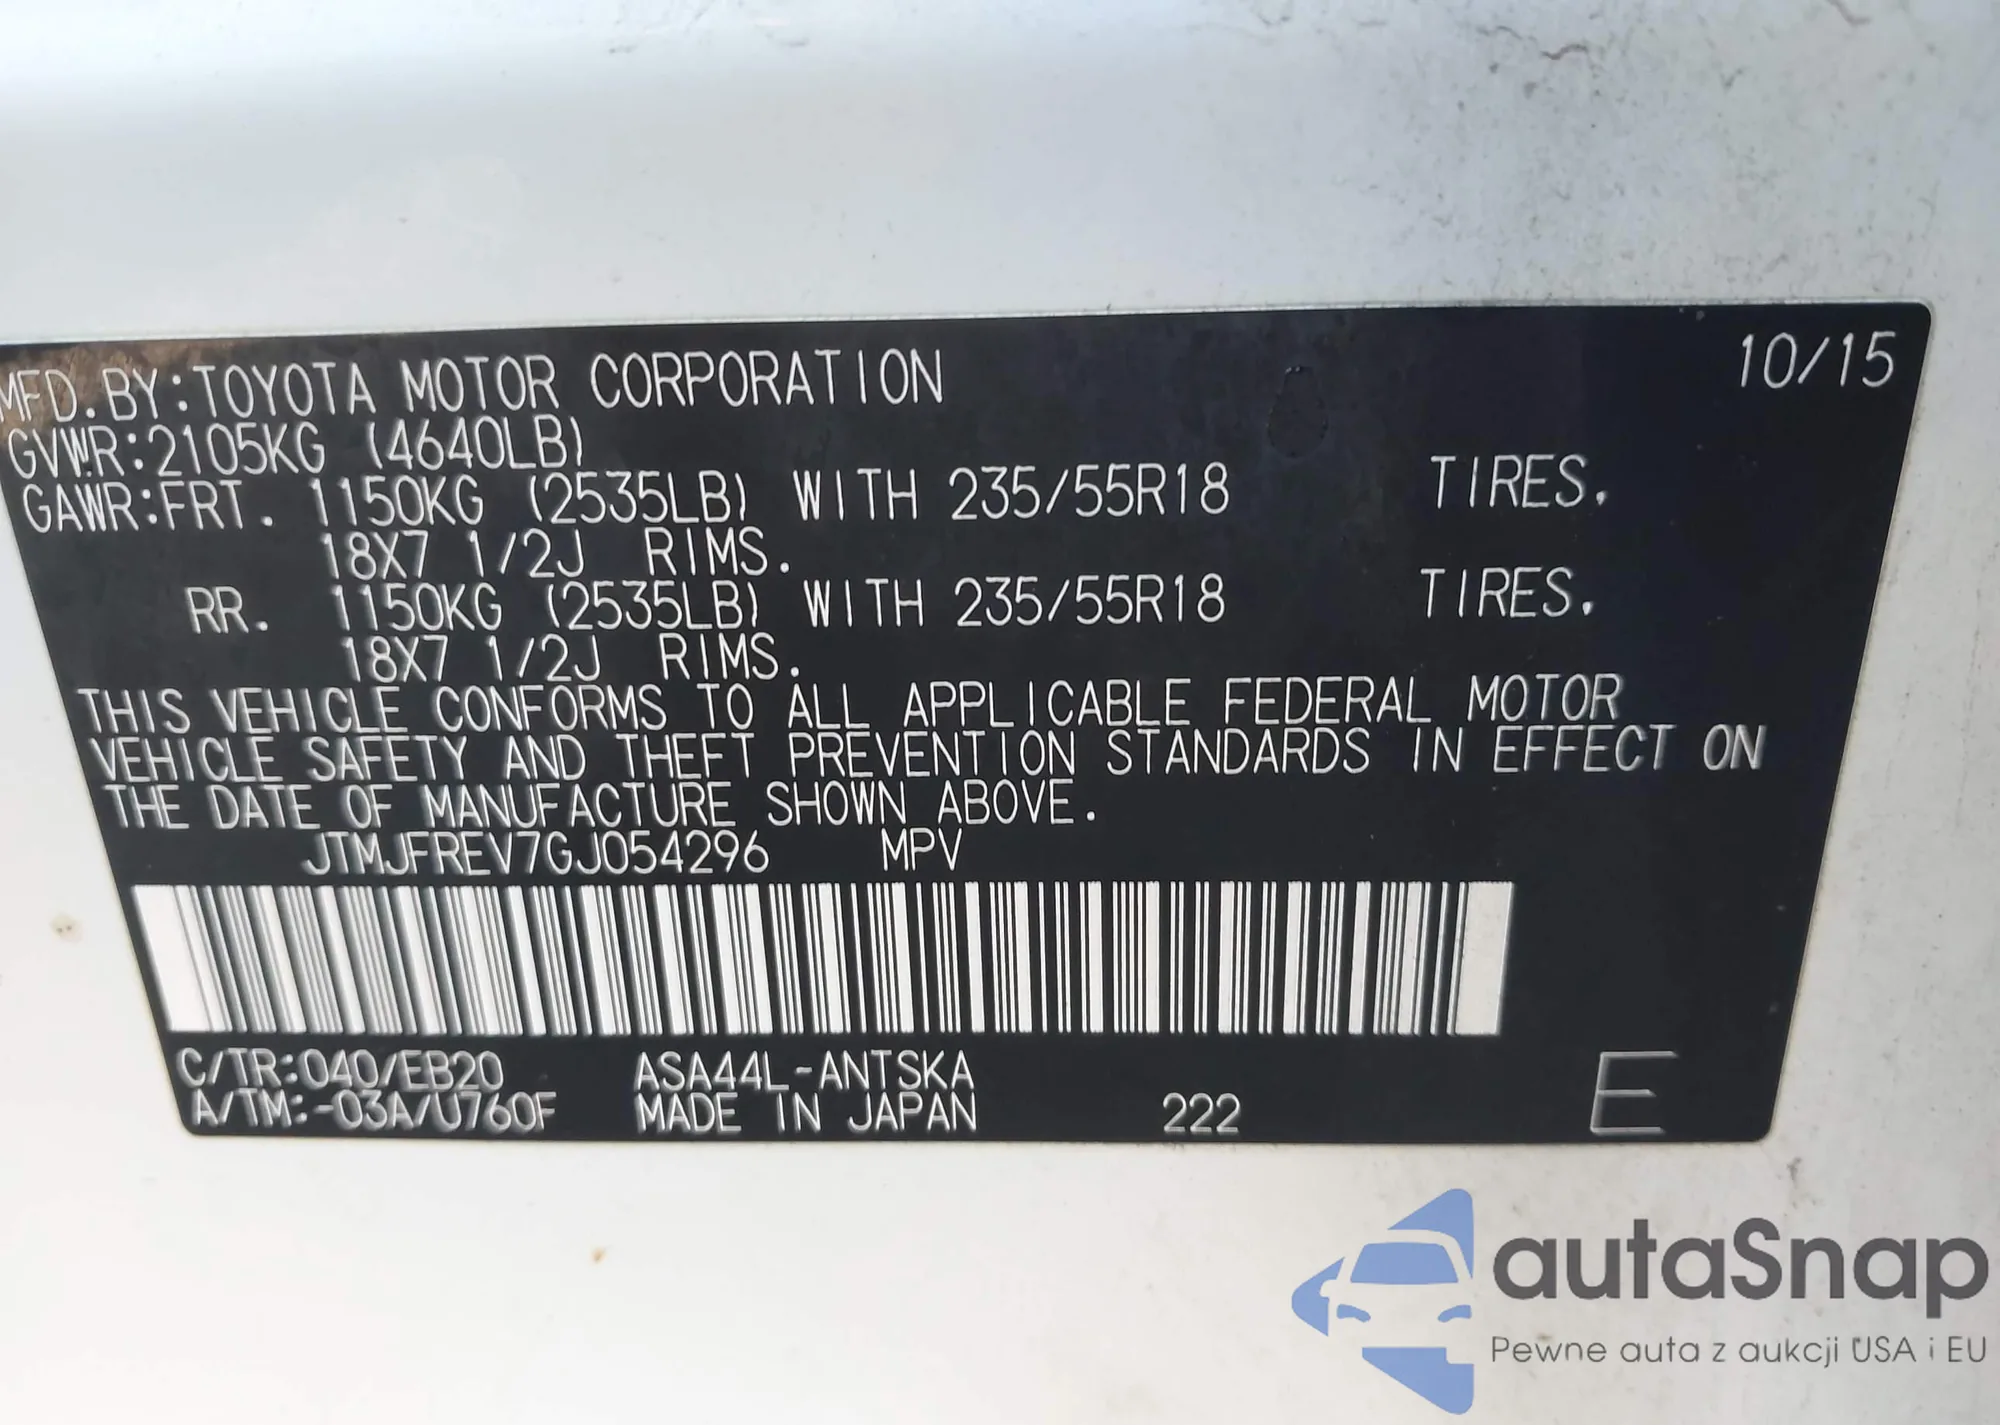 10/15
MFD. BY:TOYOTA MOTOR CORPORATION
GVWR:2105KG (4640LB)
GAWR:FRT. 1150KG (2535LB) WITH 235/55R18 TIRES.
18X7 1/2J RIMS.
RR. 1150KG (2535LB) WITH 235/55R18 TIRES.
18X7 1/2J RIMS.
THIS VEHICLE CONFORMS TO ALL APPLICABLE FEDERAL MOTOR
VEHICLE SAFETY AND THEFT PREVENTION STANDARDS IN EFFECT ON
THE DATE OF MANUFACTURE SHOWN ABOVE.
JTMJFREV7GJ054296 MPV
C/TR:040/EB20 ASA44L-ANTSKA
A/TM:-03A/U760F MADE IN JAPAN 222 E
autaSnap
Pewne auta z aukcji USA i EU